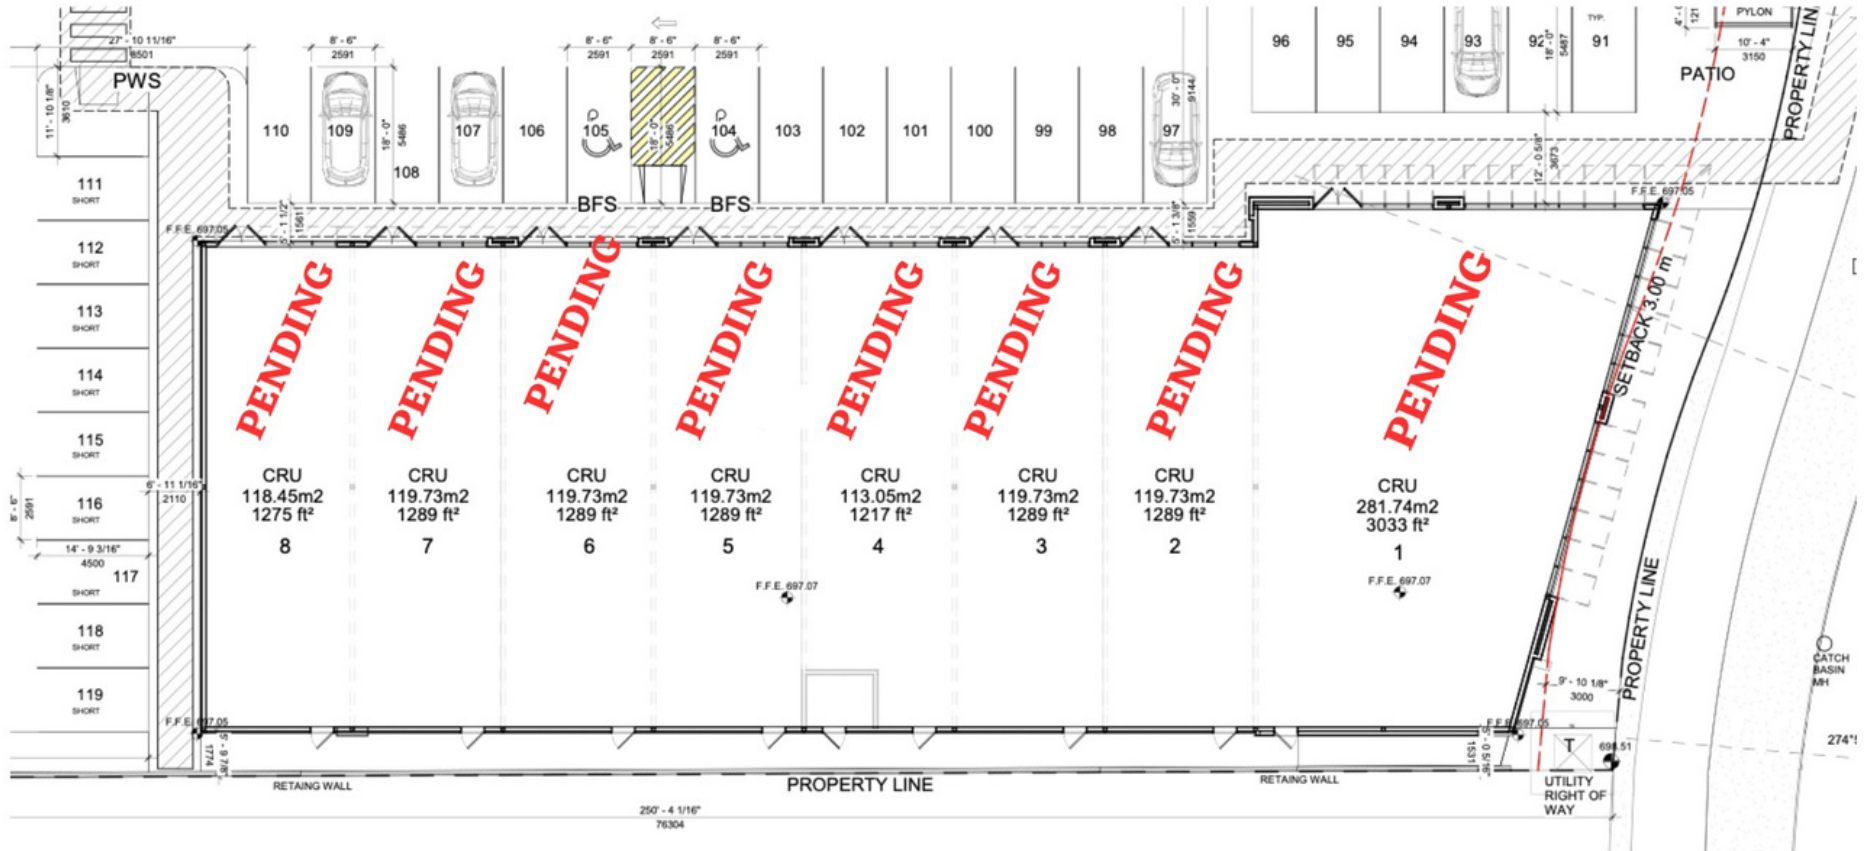 27' - 10 11/16"
8501
8' - 6"
2591
8' - 6"
2591
8' - 6"
2591
8' - 6"
2591
PWS
11' - 10 1/8"
3610
110
109
18' - 0"
5486
108
107
106
105
18' - 0"
5486
104
103
102
101
100
99
98
97
30' - 0"
9144
96
95
94
93
92
18' - 0"
5487
TYP.
91
121
PYLON
10' - 4"
3150
PATIO
PROPERTY LINE
12' - 0 5/8"
3673
BFS
BFS
5' - 1 1/2"
1561
5' - 1 3/8"
1559
F.F.E. 697.05
F.F.E. 697.05
111
SHORT
112
SHORT
113
SHORT
114
SHORT
115
SHORT
116
SHORT
117
SHORT
118
SHORT
119
SHORT
8' - 6"
2591
6' - 11 1/16"
2110
14' - 9 3/16"
4500
PENDING
PENDING
PENDING
PENDING
PENDING
PENDING
PENDING
PENDING
SETBACK 3.00 m
CRU
118.45m2
1275 ft²
8
CRU
119.73m2
1289 ft²
7
CRU
119.73m2
1289 ft²
6
CRU
119.73m2
1289 ft²
5
CRU
113.05m2
1217 ft²
4
CRU
119.73m2
1289 ft²
3
CRU
119.73m2
1289 ft²
2
CRU
281.74m2
3033 ft²
1
F.F.E. 697.07
F.F.E. 697.07
PROPERTY LINE
CATCH
BASIN
MH
9' - 10 1/8"
3000
F.F.E. 697.05
F.F.E. 697.05
5' - 9 7/8"
1774
5' - 0 5/16"
1531
T
698.51
RETAING WALL
PROPERTY LINE
RETAING WALL
UTILITY
RIGHT OF
WAY
250' - 4 1/16"
76304